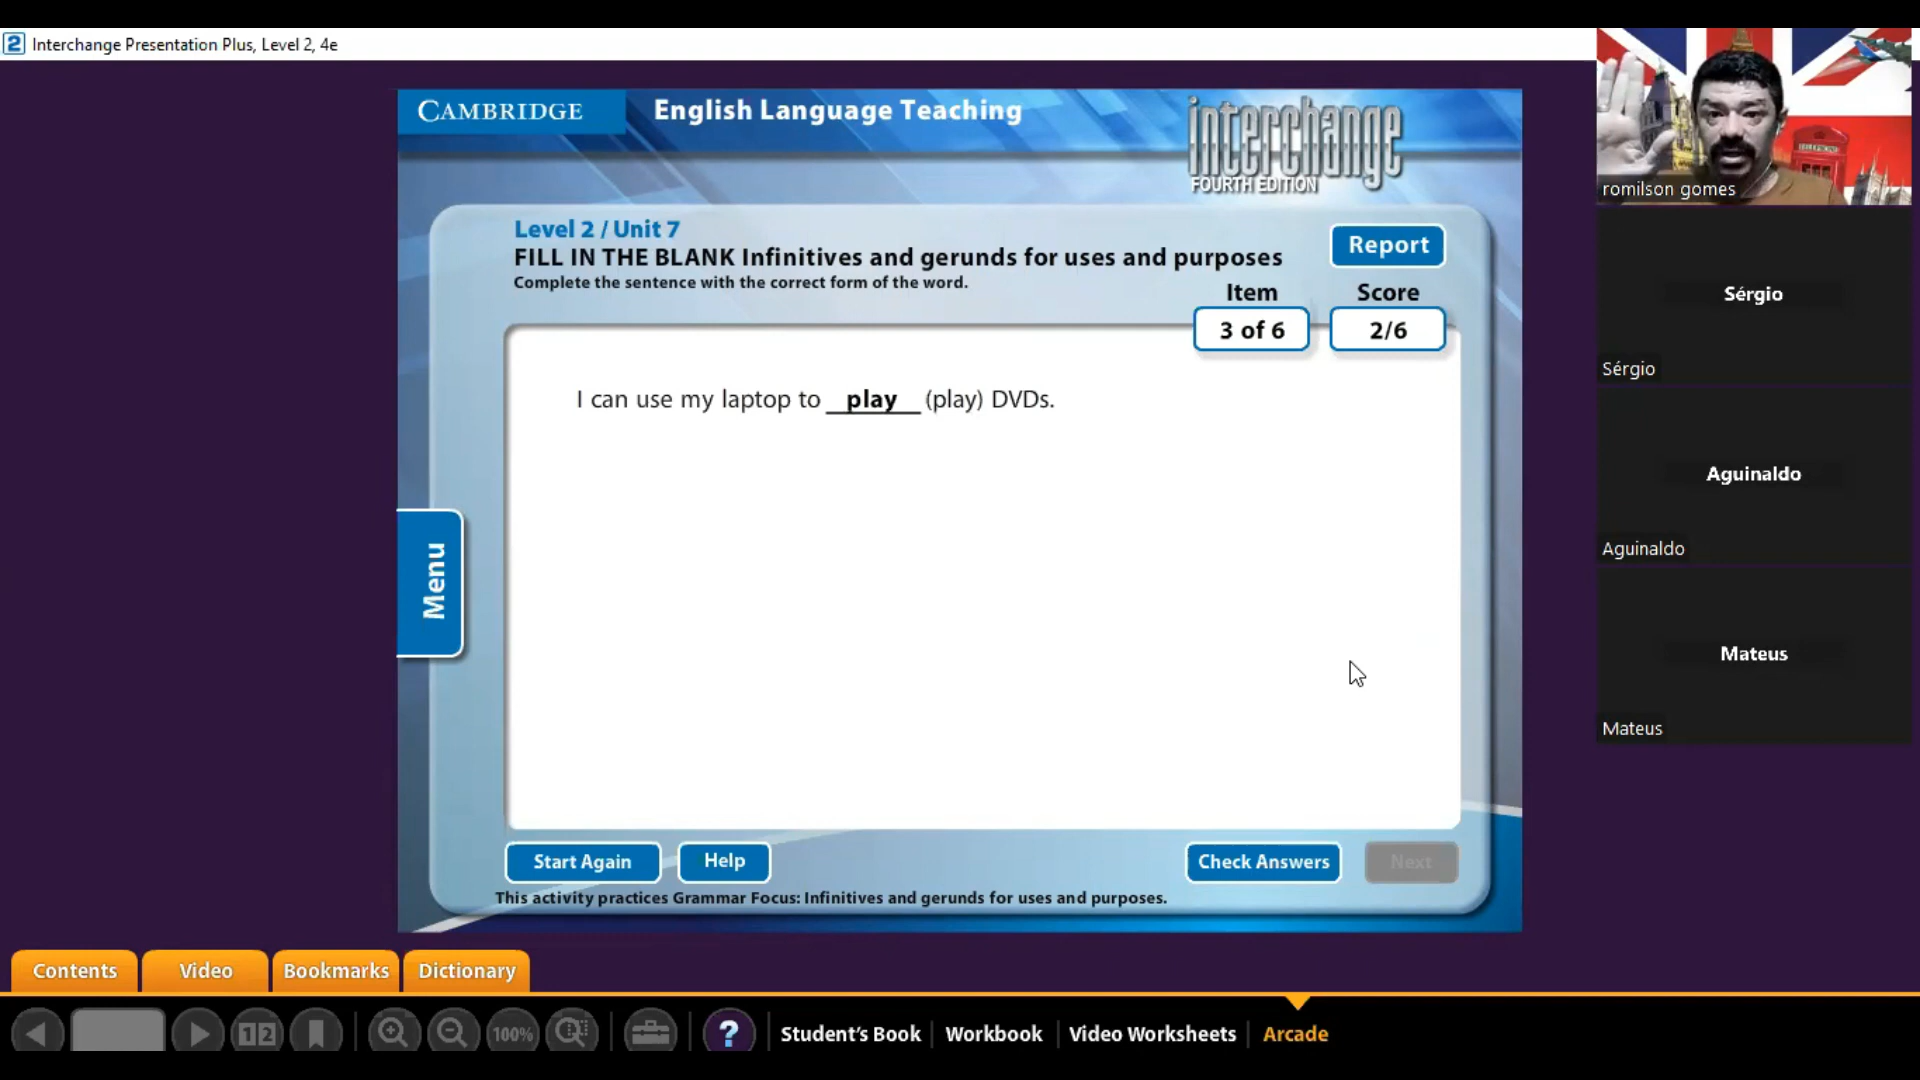 2 Interchange Presentation Plus, Level 2, 4e
CAMBRIDGE English Language Teaching
interchange
FOURTH EDITION
Level 2 / Unit 7
FILL IN THE BLANK Infinitives and gerunds for uses and purposes
Complete the sentence with the correct form of the word.
Report
Item Score
3 of 6 2/6
I can use my laptop to play (play) DVDs.
Menu
Start Again Help Check Answers Next
This activity practices Grammar Focus: Infinitives and gerunds for uses and purposes.
Contents Video Bookmarks Dictionary
12 100% ? Student's Book Workbook Video Worksheets Arcade
TELEPHONE
romilson gomes
Sérgio
Sérgio
Aguinaldo
Aguinaldo
Mateus
Mateus